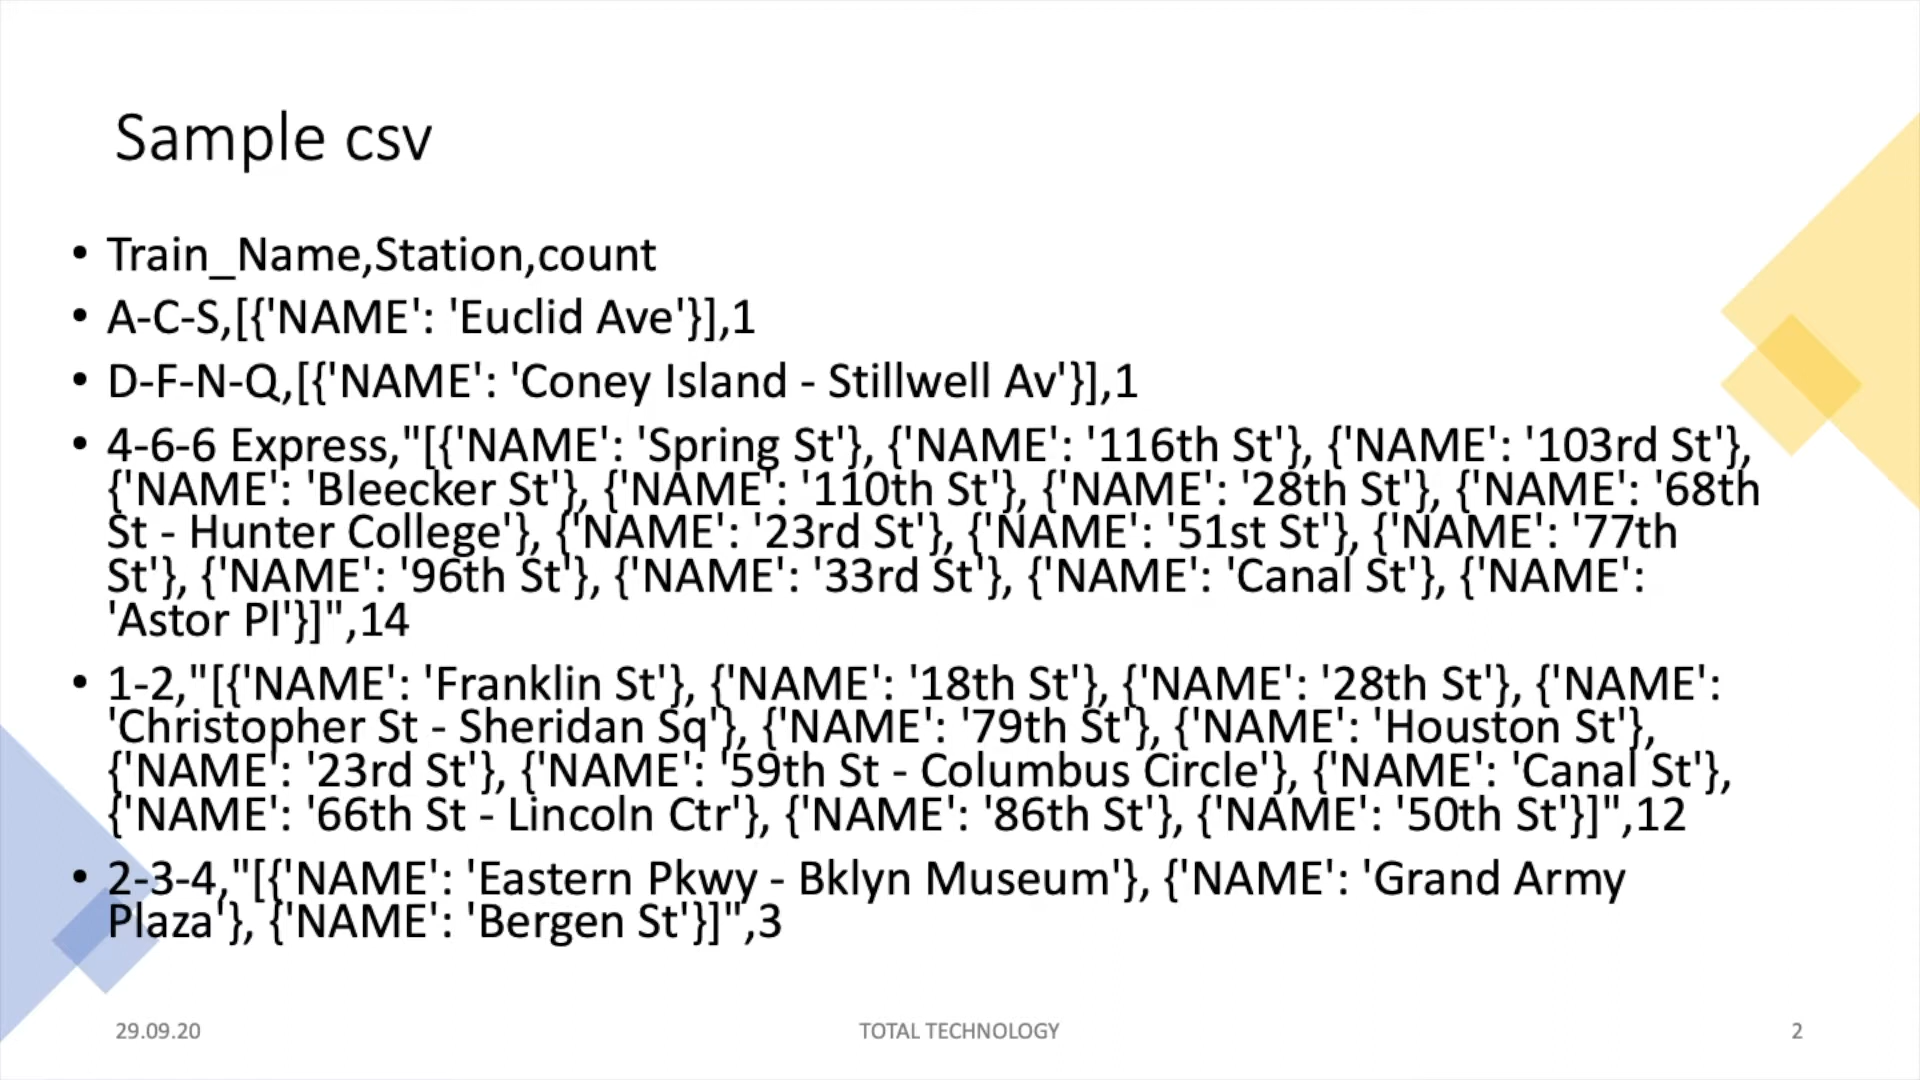 Sample csv
• Train_Name,Station,count
• A-C-S,[{'NAME': 'Euclid Ave'}],1
• D-F-N-Q,[{'NAME': 'Coney Island - Stillwell Av'}],1
• 4-6-6 Express,"[{'NAME': 'Spring St'}, {'NAME': '116th St'}, {'NAME': '103rd St'},
{'NAME': 'Bleecker St'}, {'NAME': '110th St'}, {'NAME': '28th St'}, {'NAME': '68th
St - Hunter College'}, {'NAME': '23rd St'}, {'NAME': '51st St'}, {'NAME': '77th
St'}, {'NAME': '96th St'}, {'NAME': '33rd St'}, {'NAME': 'Canal St'}, {'NAME':
'Astor Pl'}]",14
• 1-2,"[{'NAME': 'Franklin St'}, {'NAME': '18th St'}, {'NAME': '28th St'}, {'NAME':
'Christopher St - Sheridan Sq'}, {'NAME': '79th St'}, {'NAME': 'Houston St'},
{'NAME': '23rd St'}, {'NAME': '59th St - Columbus Circle'}, {'NAME': 'Canal St'},
{'NAME': '66th St - Lincoln Ctr'}, {'NAME': '86th St'}, {'NAME': '50th St'}]",12
• 2-3-4,"[{'NAME': 'Eastern Pkwy - Bklyn Museum'}, {'NAME': 'Grand Army
Plaza'}, {'NAME': 'Bergen St'}]",3
29.09.20
TOTAL TECHNOLOGY
2